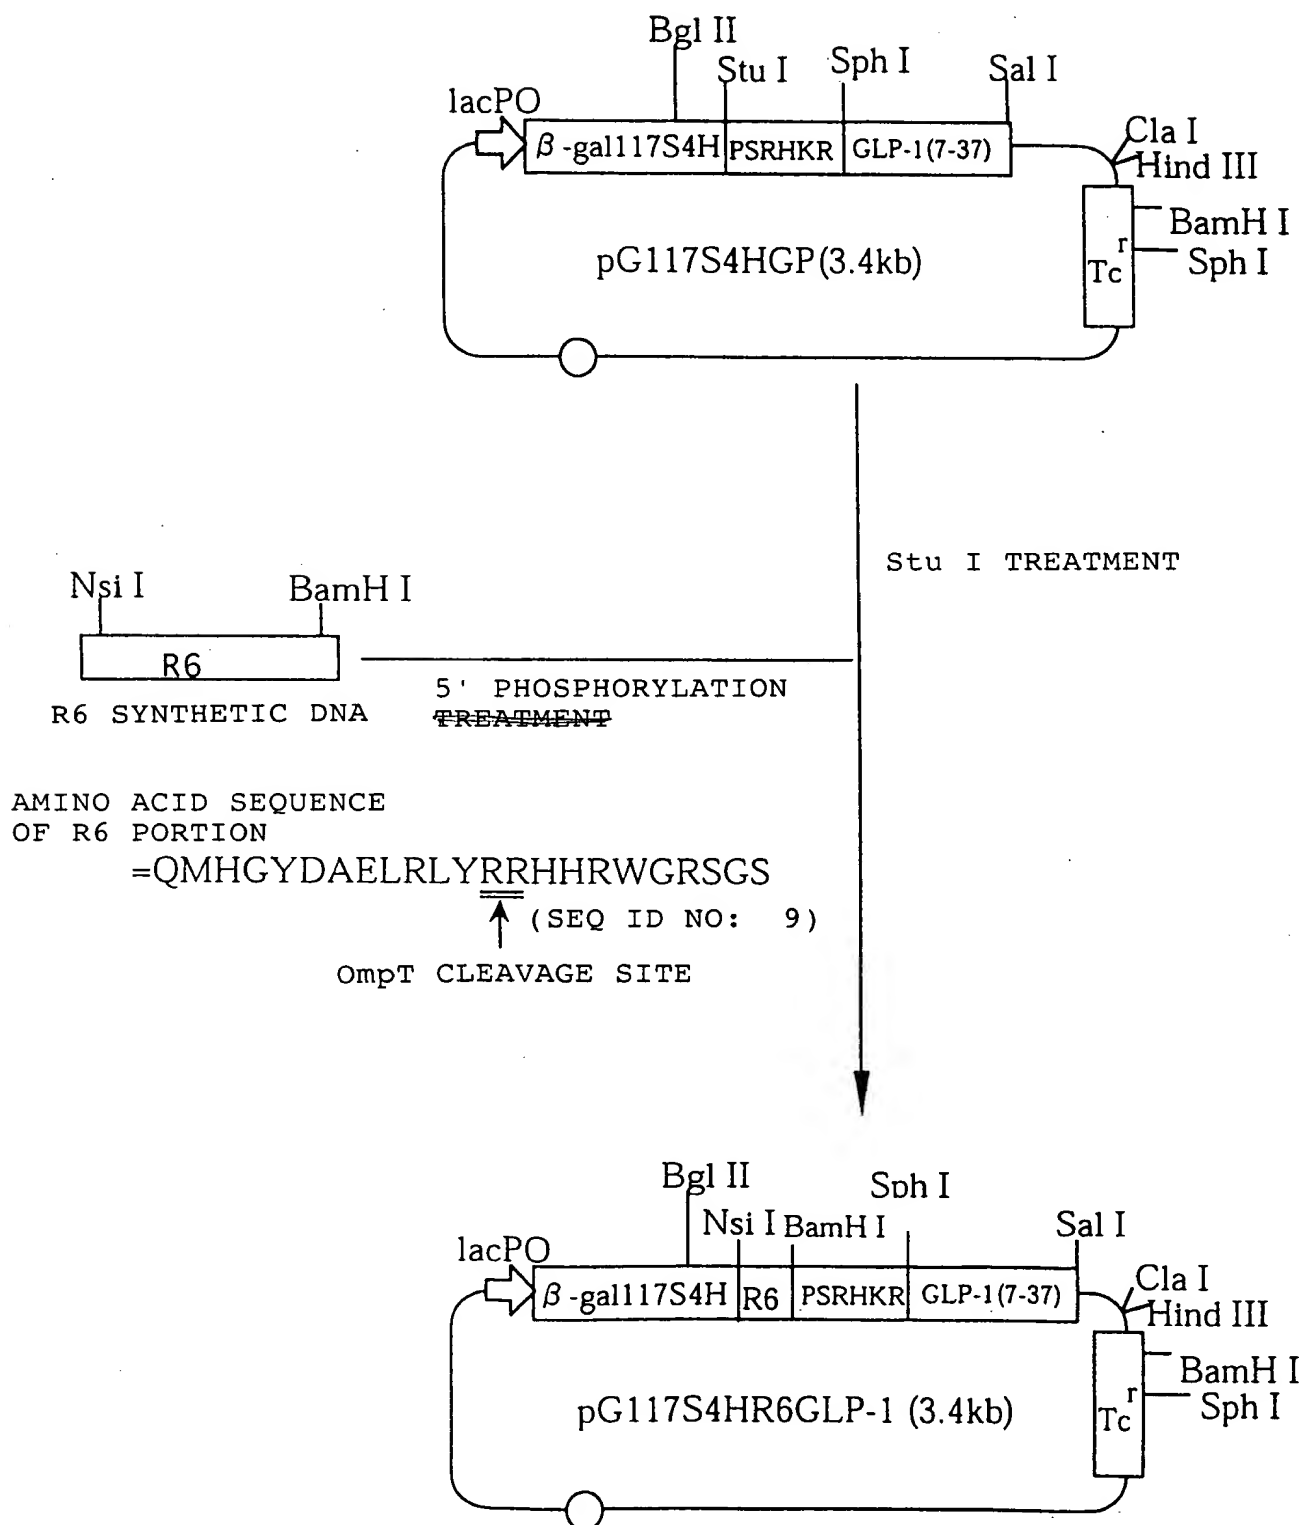 Bgl II
Stu I
Sph I
Sal I
lacPO
β-gal117S4H PSRHKR GLP-1(7-37)
Cla I
Hind III
BamH I
Sph I
Tcr
pG117S4HGP(3.4kb)
Stu I TREATMENT
Nsi I BamH I
R6
R6 SYNTHETIC DNA
5' PHOSPHORYLATION
TREATMENT
AMINO ACID SEQUENCE
OF R6 PORTION
=QMHGYDAELRLYRRHHRWGRSGS
(SEQ ID NO: 9)
OmpT CLEAVAGE SITE
Bgl II
Sph I
Nsi I BamH I
Sal I
lacPO
β-gal117S4H R6 PSRHKR GLP-1(7-37)
Cla I
Hind III
BamH I
Sph I
Tcr
pG117S4HR6GLP-1 (3.4kb)